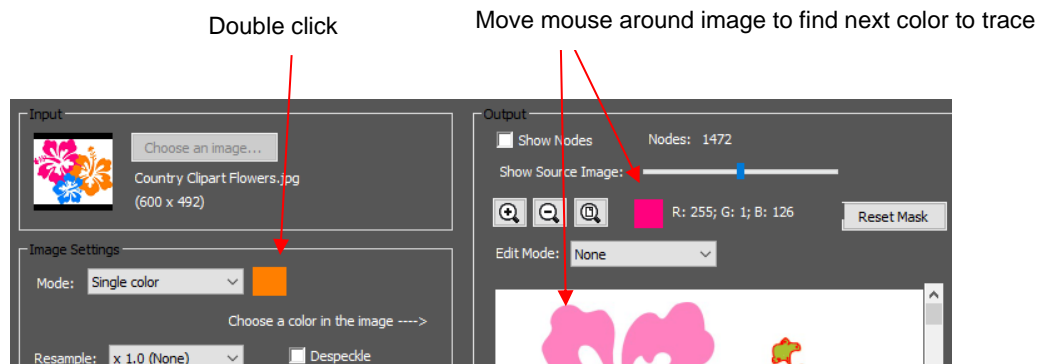 Double click
Move mouse around image to find next color to trace
Input
Choose an image...
Country Clipart Flowers.jpg
(600 x 492)
Image Settings
Mode: Single color
Choose a color in the image ---->
Resample: x 1.0 (None)
Despeckle
Output
Show Nodes
Nodes: 1472
Show Source Image:
R: 255; G: 1; B: 126
Reset Mask
Edit Mode: None